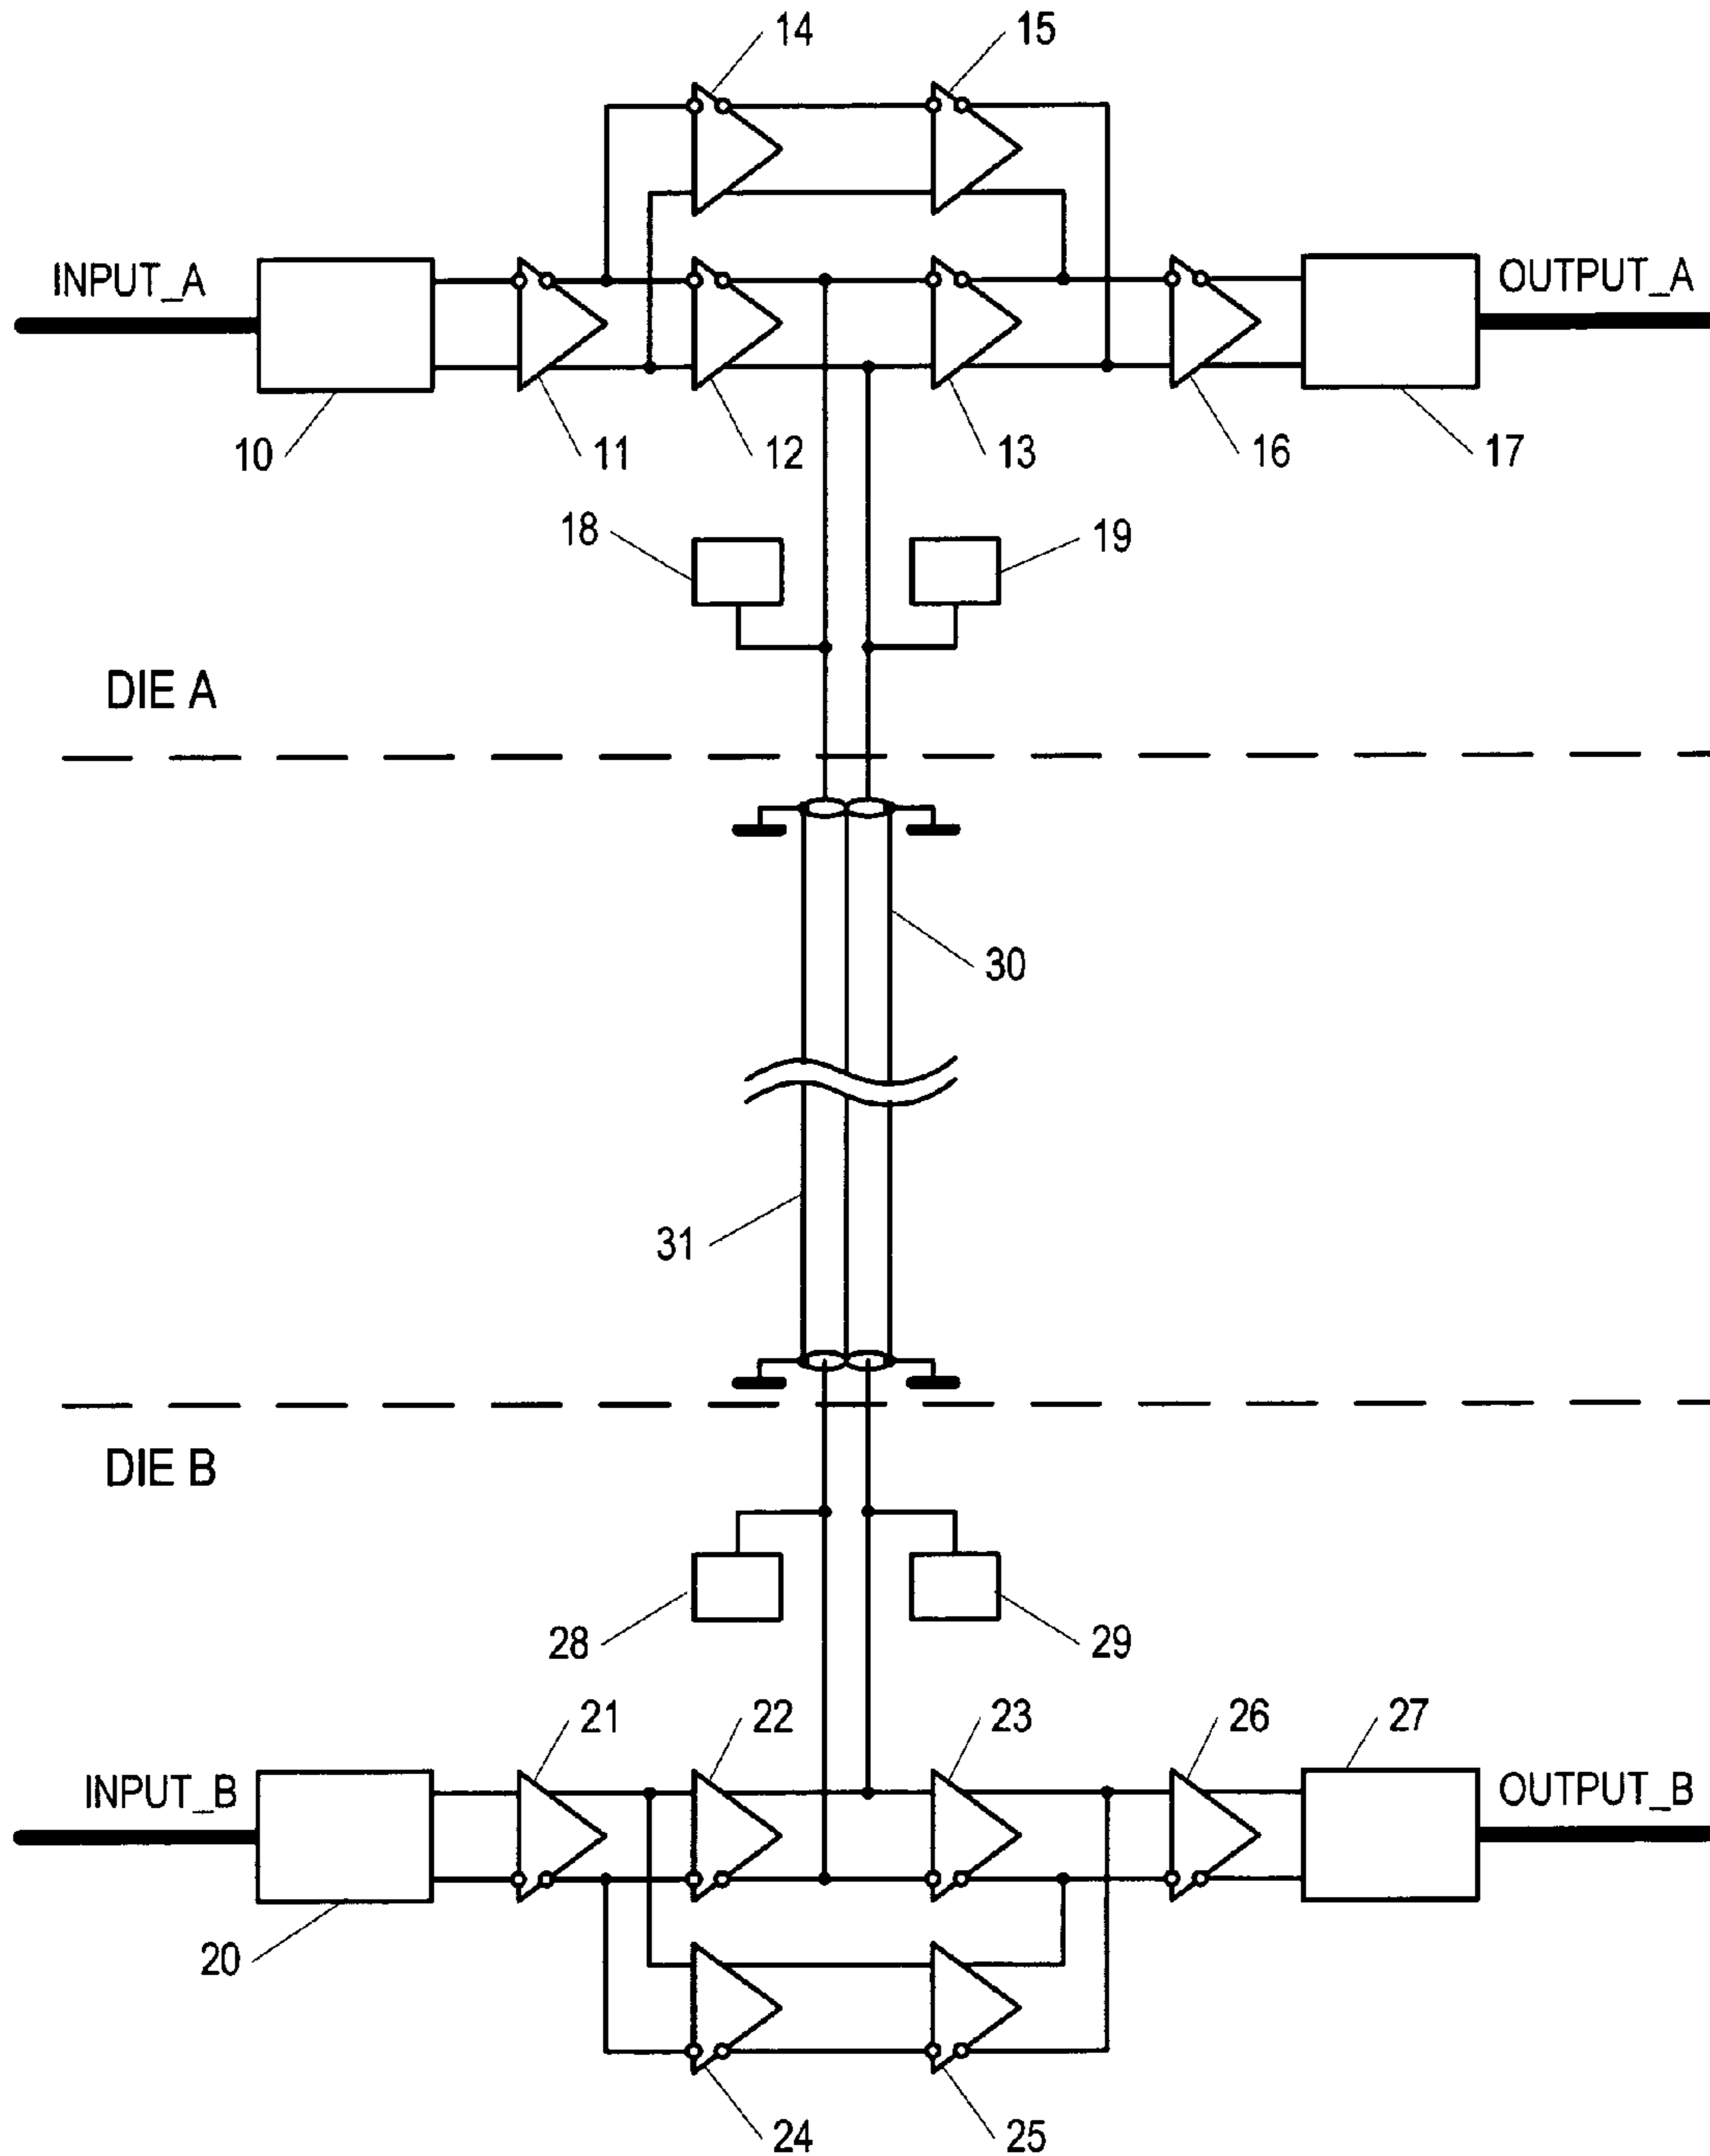 14 15
INPUT_A OUTPUT_A
10 11 12 13 16 17
18 19
DIE A
30
31
DIE B
28 29
21 22 23 26 27
INPUT_B OUTPUT_B
20
24 25